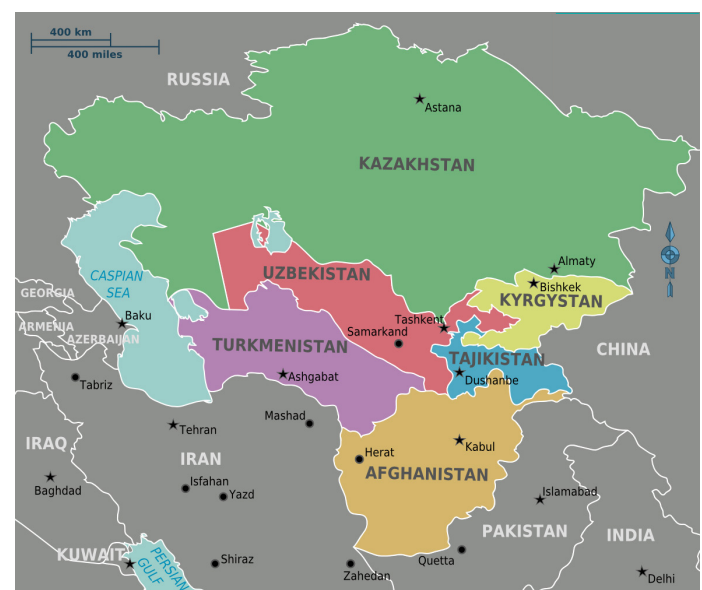 400 km
400 miles
RUSSIA
Astana
KAZAKHSTAN
CASPIAN
SEA
UZBEKISTAN
Almaty
Bishkek
N
GEORGIA
KYRGYSTAN
Baku
ARMENIA
AZERBAIJAN
Tashkent
Samarkand
TURKMENISTAN
TAJIKISTAN
CHINA
Tabriz
Ashgabat
Dushanbe
Mashad
Tehran
IRAQ
IRAN
Herat
Kabul
AFGHANISTAN
Baghdad
Isfahan
Yazd
Islamabad
PAKISTAN
INDIA
KUWAIT
PERSIAN
GULF
Shiraz
Zahedan
Quetta
Delhi